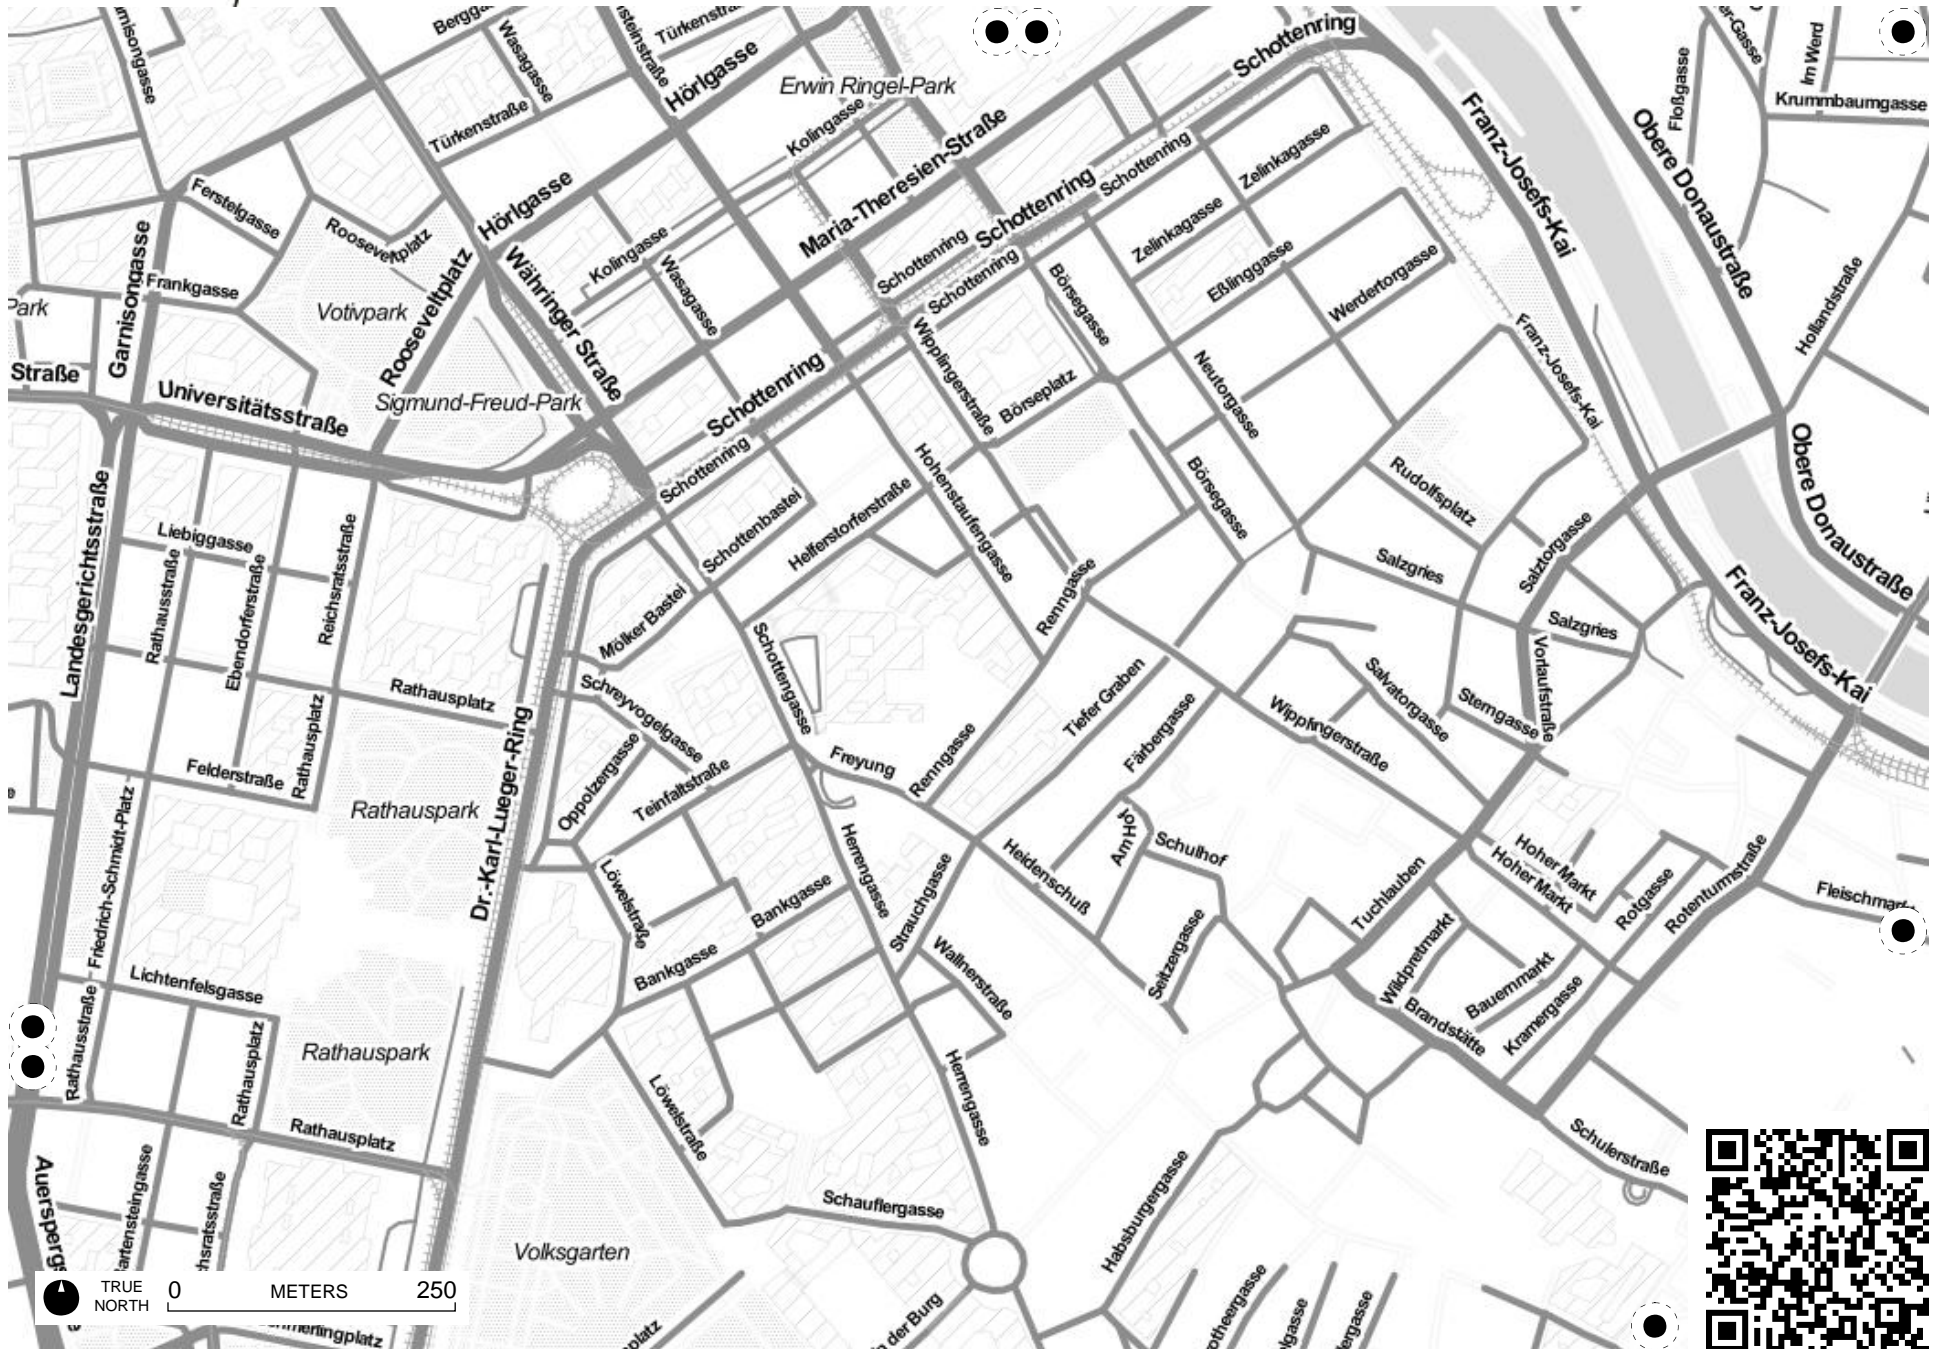 Wasagasse
Türkenstraße
Hörlgasse
Erwin Ringel-Park
Schottenring
Im Werd
Floßgasse
Krummbaumgasse
Türkenstraße
Kolingasse
Maria-Theresien-Straße
Franz-Josefs-Kai
Obere Donaustraße
Zelinkagasse
Schottenring
Schottenring
Ferstelgasse
Rooseveltplatz
Hörlgasse
Garnisongasse
Frankgasse
Votivpark
Rooseveltplatz
Währinger Straße
Kolingasse
Wasagasse
Schottenring
Schottenring
Zelinkagasse
Börsegasse
Eßlinggasse
Werdertorgasse
Hollandstraße
Park
Straße
Universitätsstraße
Sigmund-Freud-Park
Schottenring
Wipplingerstraße
Börseplatz
Neutorgasse
Franz-Josefs-Kai
Obere Donaustraße
Landesgerichtsstraße
Schottenring
Schottenbastei
Helferstorferstraße
Hohenstaufengasse
Börsegasse
Rudolfsplatz
Liebiggasse
Rathausstraße
Ebendorferstraße
Reichsratsstraße
Mölker Bastei
Renngasse
Salzgries
Salztorgasse
Salzgries
Franz-Josefs-Kai
Rathausplatz
Rathausplatz
Schottengasse
Schreyvogelgasse
Tiefer Graben
Färbergasse
Wipplingerstraße
Salvatorgasse
Sterngasse
Vorlaufstraße
Felderstraße
Rathauspark
Dr.-Karl-Lueger-Ring
Oppolzergasse
Teinfaltstraße
Freyung
Renngasse
Friedrich-Schmidt-Platz
Löwelstraße
Bankgasse
Herrengasse
Strauchgasse
Heidenschuß
Am Hof
Schulhof
Seitzergasse
Tuchlauben
Hoher Markt
Hoher Markt
Rotgasse
Rotenturmstraße
Fleischmarkt
Bankgasse
Wallnerstraße
Wildpretmarkt
Bauernmarkt
Kramergasse
Brandstätte
Lichtenfelsgasse
Rathausstraße
Rathausplatz
Rathauspark
Rathausplatz
Löwelstraße
Herrengasse
Schulerstraße
Schauflergasse
Habsburgergasse
Volksgarten
TRUE
NORTH
0 METERS 250